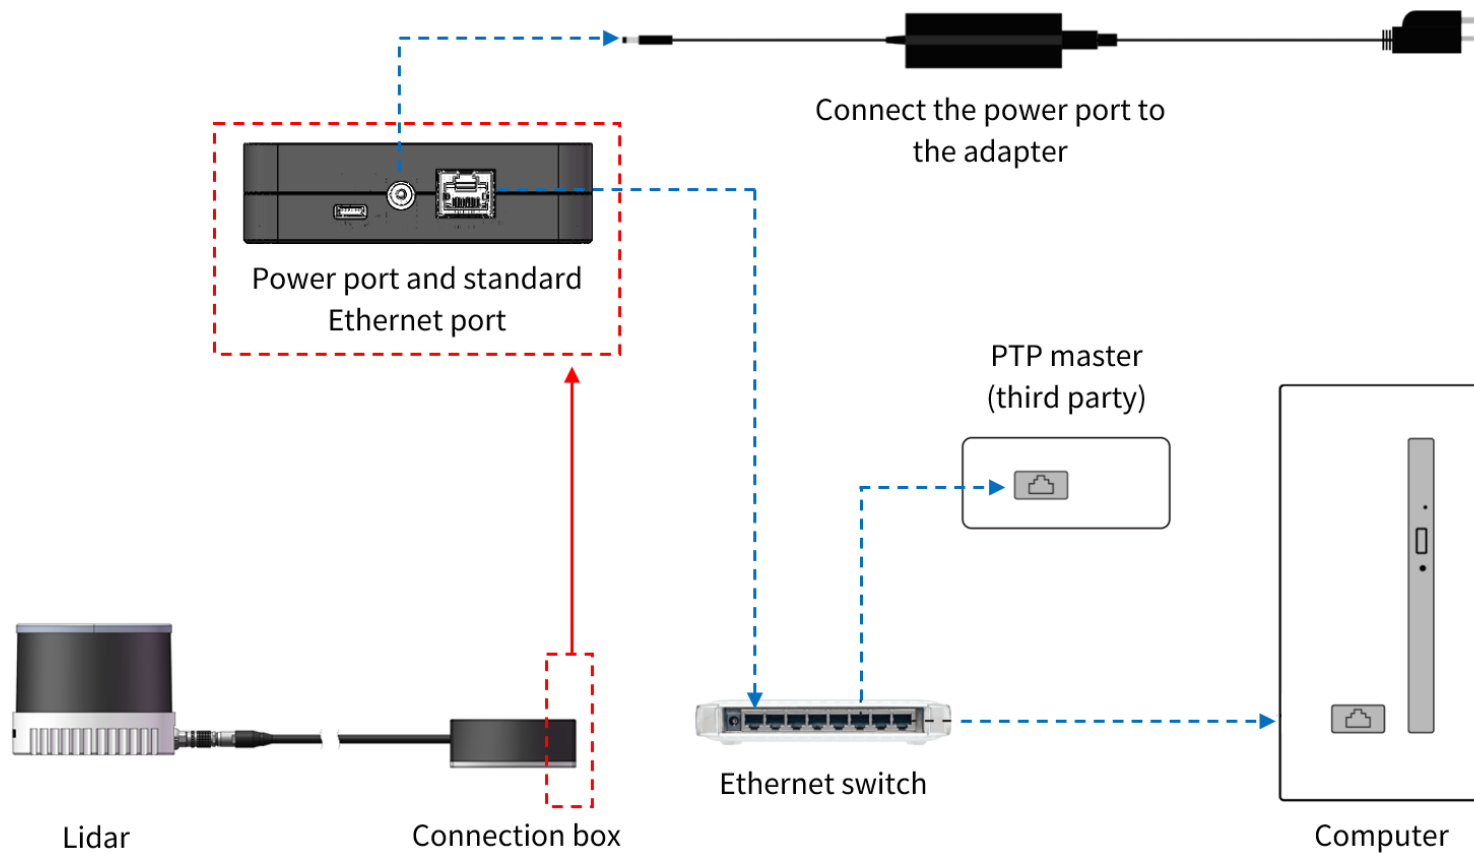 Connect the power port to
the adapter
Power port and standard
Ethernet port
PTP master
(third party)
Ethernet switch
Lidar
Connection box
Computer